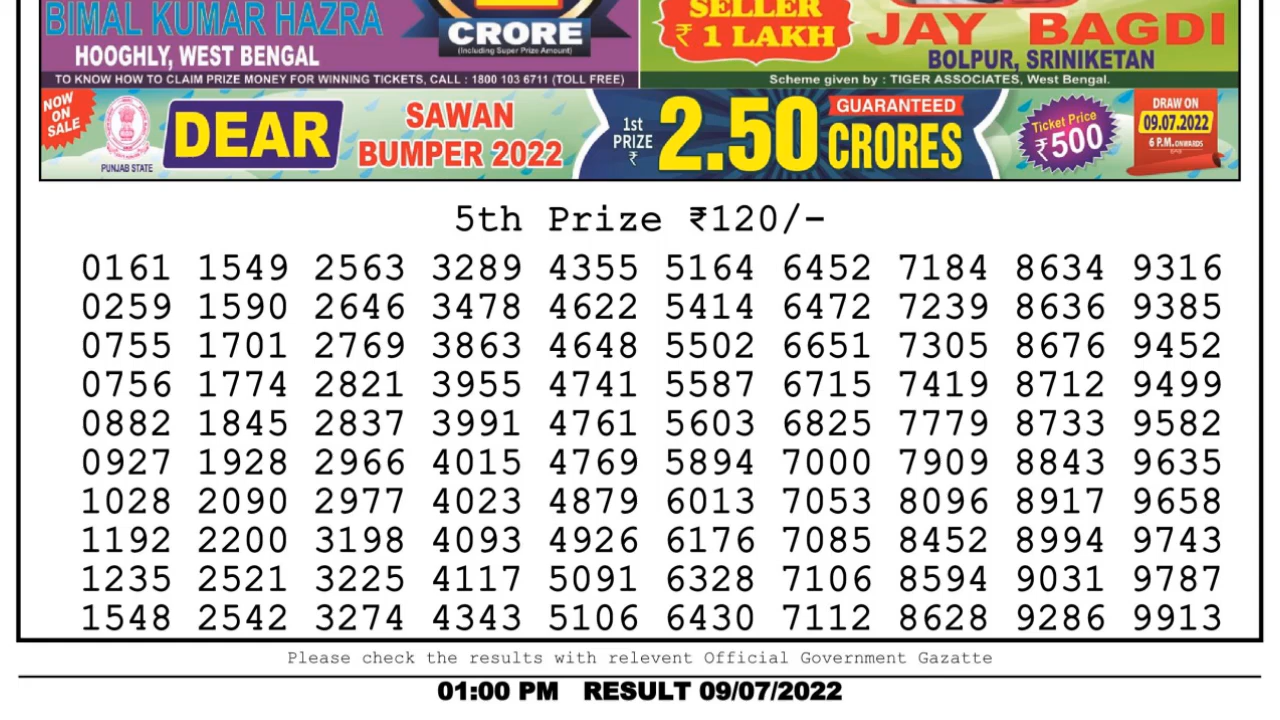 BIMAL KUMAR HAZRA
HOOGHLY, WEST BENGAL
CRORE
(Including Super Prize Amount)
SELLER
₹ 1 LAKH
JAY BAGDI
BOLPUR, SRINIKETAN
TO KNOW HOW TO CLAIM PRIZE MONEY FOR WINNING TICKETS, CALL : 1800 103 6711 (TOLL FREE)
Scheme given by : TIGER ASSOCIATES, West Bengal.
NOW
ON
SALE
PUNJAB STATE
DEAR
SAWAN
BUMPER 2022
1st
PRIZE
₹
2.50
GUARANTEED
CRORES
Ticket Price
₹500
DRAW ON
09.07.2022
6 P.M. ONWARDS
5th Prize ₹120/-
0161 1549 2563 3289 4355 5164 6452 7184 8634 9316
0259 1590 2646 3478 4622 5414 6472 7239 8636 9385
0755 1701 2769 3863 4648 5502 6651 7305 8676 9452
0756 1774 2821 3955 4741 5587 6715 7419 8712 9499
0882 1845 2837 3991 4761 5603 6825 7779 8733 9582
0927 1928 2966 4015 4769 5894 7000 7909 8843 9635
1028 2090 2977 4023 4879 6013 7053 8096 8917 9658
1192 2200 3198 4093 4926 6176 7085 8452 8994 9743
1235 2521 3225 4117 5091 6328 7106 8594 9031 9787
1548 2542 3274 4343 5106 6430 7112 8628 9286 9913
Please check the results with relevent Official Government Gazatte
01:00 PM RESULT 09/07/2022